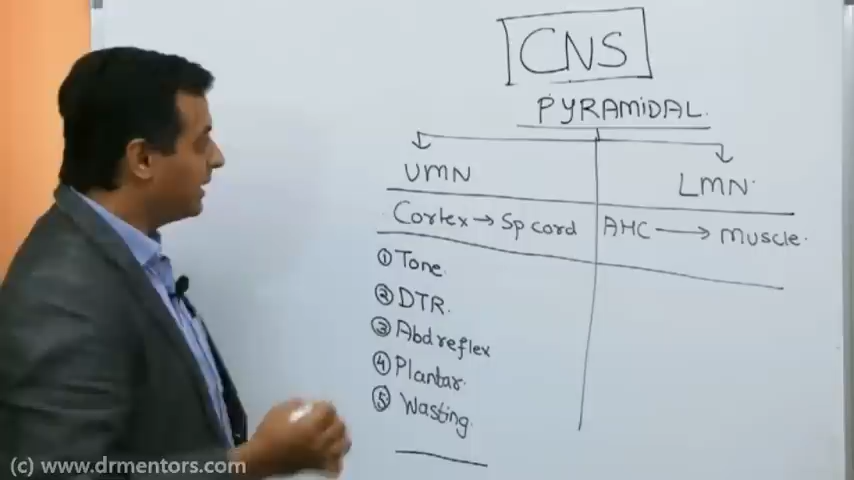 CNS
PYRAMIDAL.
UMN
LMN.
Cortex → Sp cord
AHC → Muscle.
① Tone.
② DTR.
③ Abd reflex
④ Plantar.
⑤ Wasting.
(c) www.drmentors.com